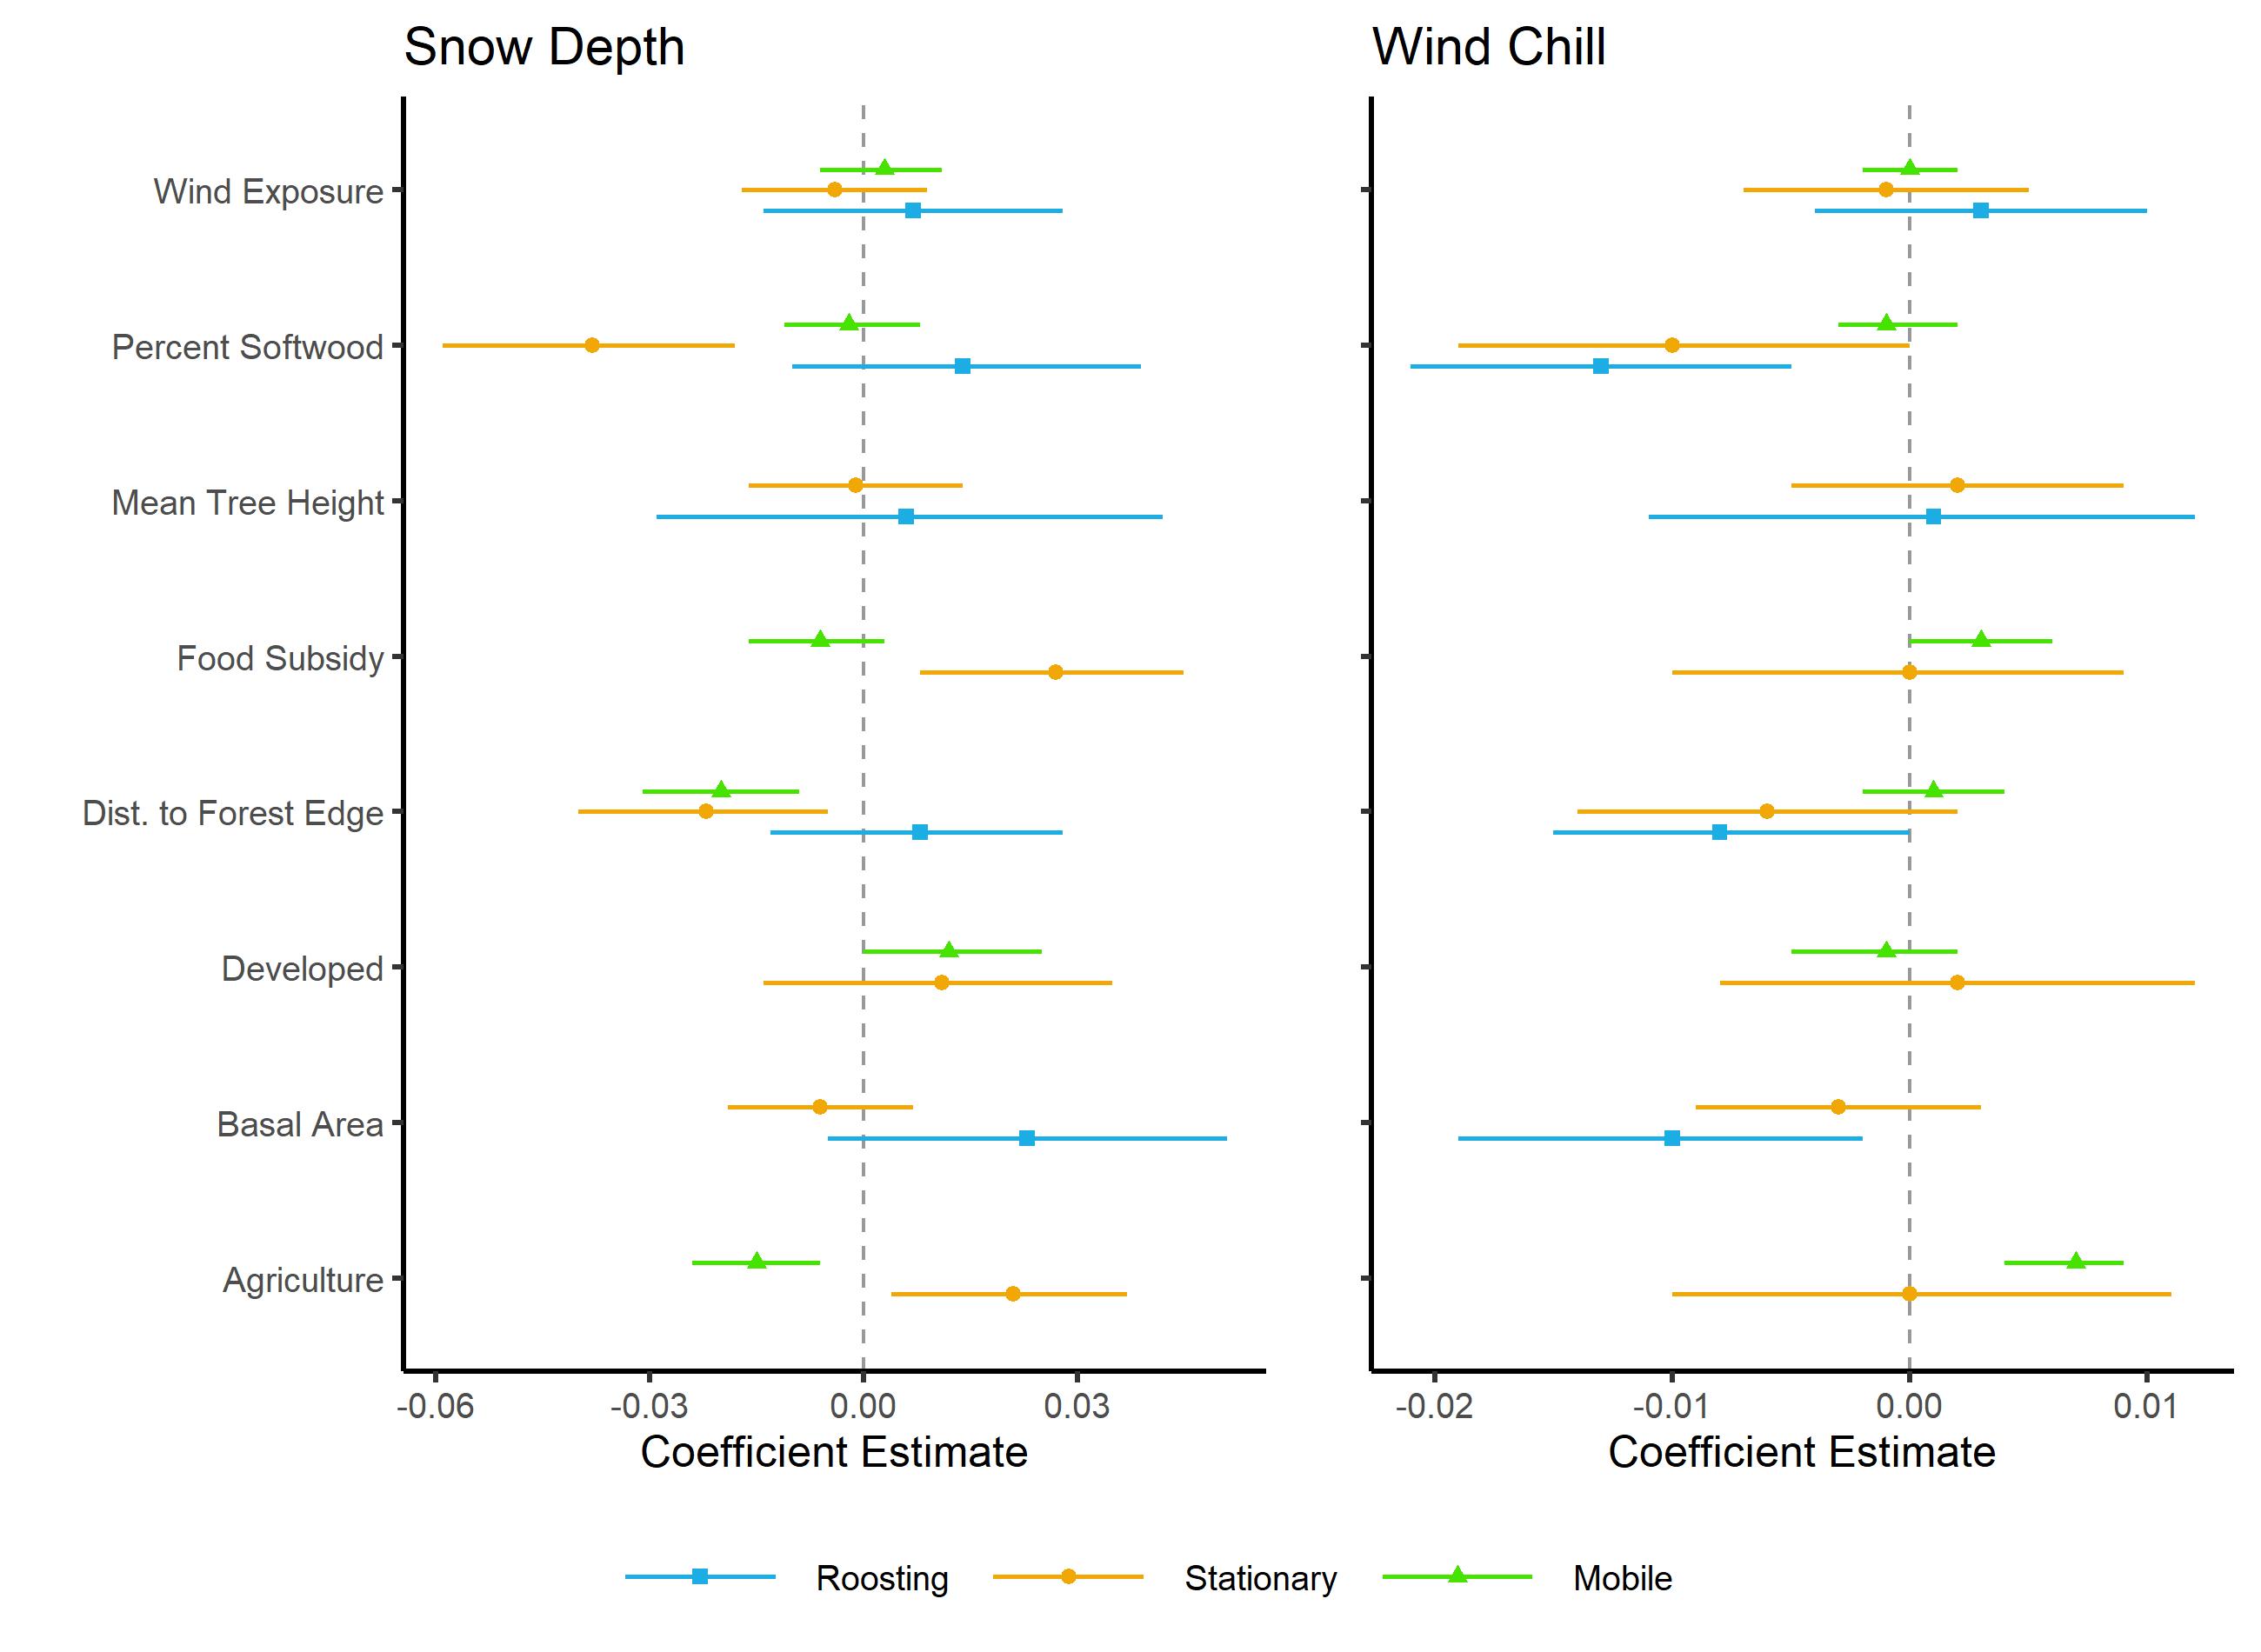 Snow Depth
Wind Chill
Wind Exposure
Percent Softwood
Mean Tree Height
Food Subsidy
Dist. to Forest Edge
Developed
Basal Area
Agriculture
-0.06 -0.03 0.00 0.03
-0.02 -0.01 0.00 0.01
Coefficient Estimate
Coefficient Estimate
Roosting Stationary Mobile